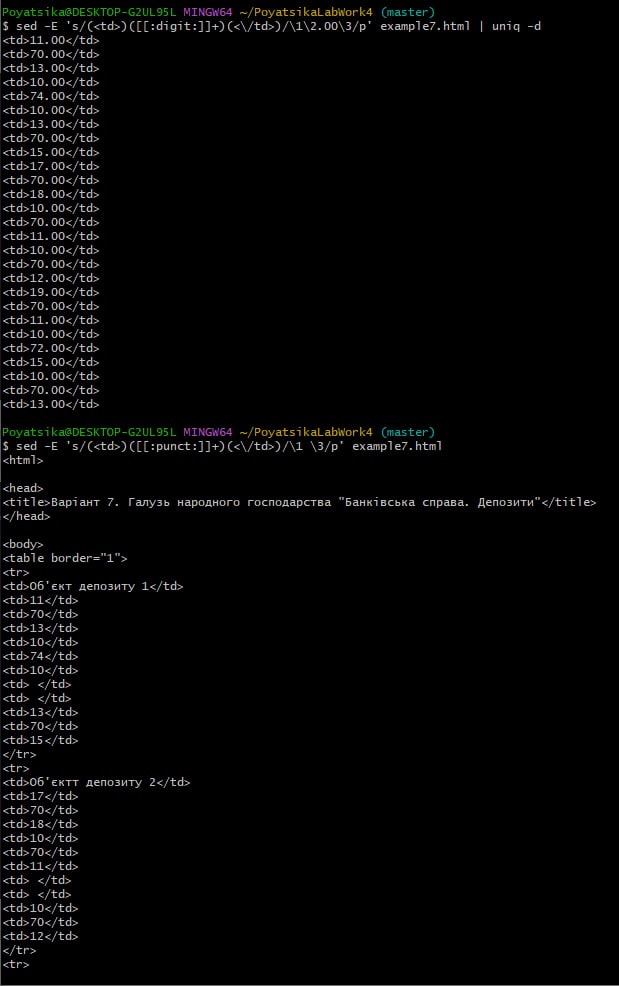 Poyatsika@DESKTOP-G2UL95L MINGW64 ~/PoyatsikaLabWork4 (master)
$ sed -E 's/(<td>)([[:digit:]]+)(<\/td>)/\1\2.00\3/p' example7.html | uniq -d
<td>11.00</td>
<td>70.00</td>
<td>13.00</td>
<td>10.00</td>
<td>74.00</td>
<td>10.00</td>
<td>13.00</td>
<td>70.00</td>
<td>15.00</td>
<td>17.00</td>
<td>70.00</td>
<td>18.00</td>
<td>10.00</td>
<td>70.00</td>
<td>11.00</td>
<td>10.00</td>
<td>70.00</td>
<td>12.00</td>
<td>19.00</td>
<td>70.00</td>
<td>11.00</td>
<td>10.00</td>
<td>72.00</td>
<td>15.00</td>
<td>10.00</td>
<td>70.00</td>
<td>13.00</td>
Poyatsika@DESKTOP-G2UL95L MINGW64 ~/PoyatsikaLabWork4 (master)
$ sed -E 's/(<td>)([[:punct:]]+)(<\/td>)/\1 \3/p' example7.html
<html>
<head>
<title>Варіант 7. Галузь народного господарства "Банківська справа. Депозити"</title>
</head>
<body>
<table border="1">
<tr>
<td>Об'єкт депозиту 1</td>
<td>11</td>
<td>70</td>
<td>13</td>
<td>10</td>
<td>74</td>
<td>10</td>
<td> </td>
<td> </td>
<td>13</td>
<td>70</td>
<td>15</td>
</tr>
<tr>
<td>Об'єктт депозиту 2</td>
<td>17</td>
<td>70</td>
<td>18</td>
<td>10</td>
<td>70</td>
<td>11</td>
<td> </td>
<td> </td>
<td>10</td>
<td>70</td>
<td>12</td>
</tr>
<tr>